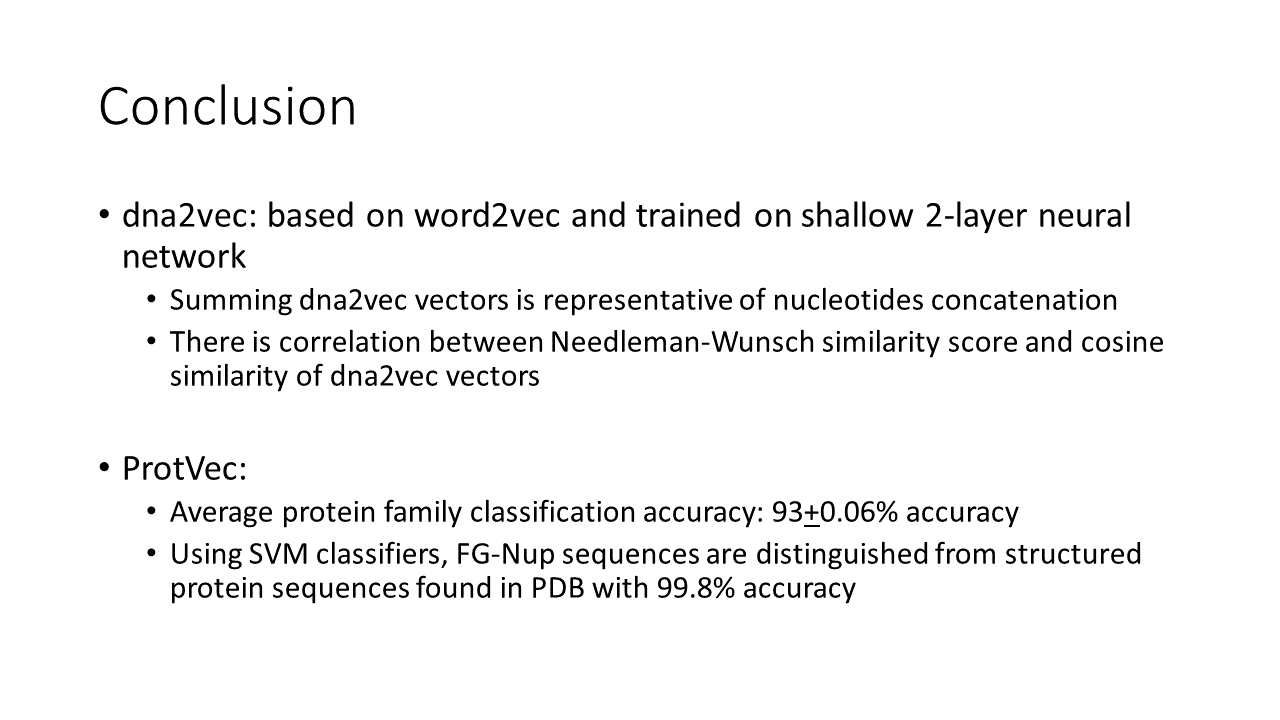 Conclusion
• dna2vec: based on word2vec and trained on shallow 2-layer neural
network
• Summing dna2vec vectors is representative of nucleotides concatenation
• There is correlation between Needleman-Wunsch similarity score and cosine
similarity of dna2vec vectors
• ProtVec:
• Average protein family classification accuracy: 93+0.06% accuracy
• Using SVM classifiers, FG-Nup sequences are distinguished from structured
protein sequences found in PDB with 99.8% accuracy